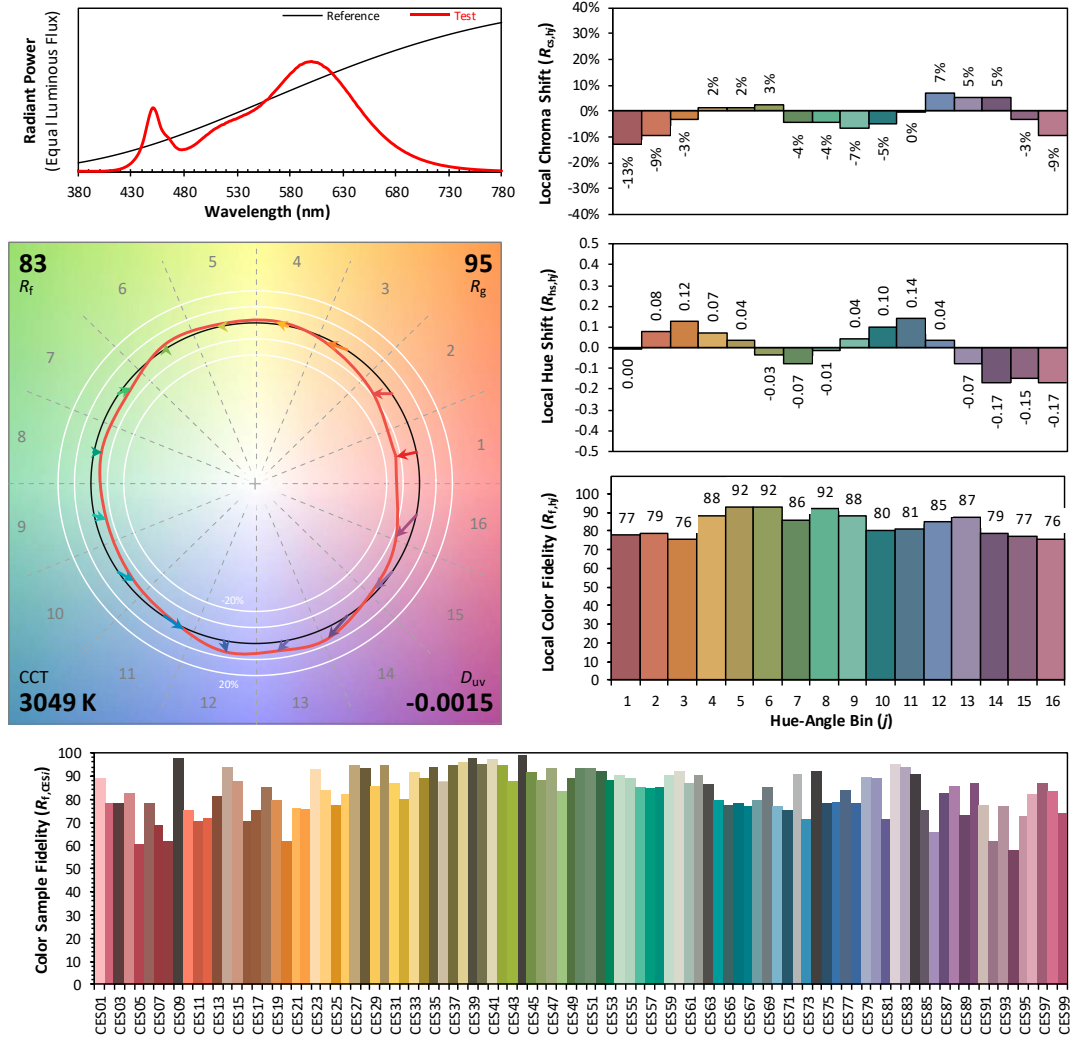 Radiant Power
(Equal Luminous Flux)
Reference
Test
380 430 480 530 580 630 680 730 780
Wavelength (nm)
Local Chroma Shift (Rcs,hj)
40%
30%
20%
10%
0%
-10%
-20%
-30%
-40%
-13% -9% -3% 2% 2% 3% -4% -4% -7% -5% 0% 7% 5% 5% -3% -9%
83
Rf
95
Rg
1 2 3 4 5 6 7 8 9 10 11 12 13 14 15 16
-20%
20%
CCT
3049 K
Duv
-0.0015
Local Hue Shift (Rhs,hj)
0.5
0.4
0.3
0.2
0.1
0.0
-0.1
-0.2
-0.3
-0.4
-0.5
0.00 0.08 0.12 0.07 0.04 -0.03 -0.07 -0.01 0.04 0.10 0.14 0.04 -0.07 -0.17 -0.15 -0.17
Local Color Fidelity (Rf,hj)
100
90
80
70
60
50
40
30
20
10
0
77 79 76 88 92 92 86 92 88 80 81 85 87 79 77 76
1 2 3 4 5 6 7 8 9 10 11 12 13 14 15 16
Hue-Angle Bin (j)
Color Sample Fidelity (Rf,CESi)
100
90
80
70
60
50
40
30
20
10
0
CES01 CES03 CES05 CES07 CES09 CES11 CES13 CES15 CES17 CES19 CES21 CES23 CES25 CES27 CES29 CES31 CES33 CES35 CES37 CES39 CES41 CES43 CES45 CES47 CES49 CES51 CES53 CES55 CES57 CES59 CES61 CES63 CES65 CES67 CES69 CES71 CES73 CES75 CES77 CES79 CES81 CES83 CES85 CES87 CES89 CES91 CES93 CES95 CES97 CES99